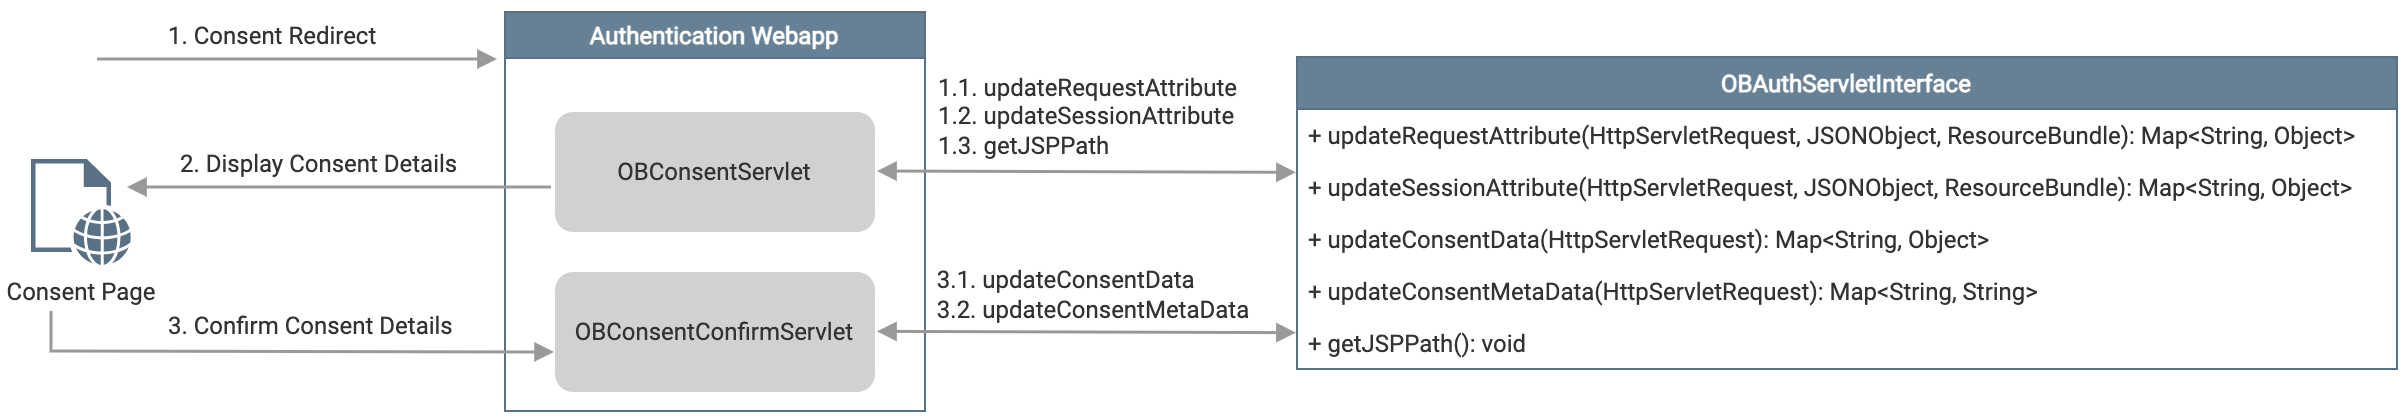 1. Consent Redirect
Authentication Webapp
1.1. updateRequestAttribute
1.2. updateSessionAttribute
1.3. getJSPPath
OBConsentServlet
2. Display Consent Details
Consent Page
3. Confirm Consent Details
OBConsentConfirmServlet
3.1. updateConsentData
3.2. updateConsentMetaData
OBAuthServletInterface
+ updateRequestAttribute(HttpServletRequest, JSONObject, ResourceBundle): Map<String, Object>
+ updateSessionAttribute(HttpServletRequest, JSONObject, ResourceBundle): Map<String, Object>
+ updateConsentData(HttpServletRequest): Map<String, Object>
+ updateConsentMetaData(HttpServletRequest): Map<String, String>
+ getJSPPath(): void